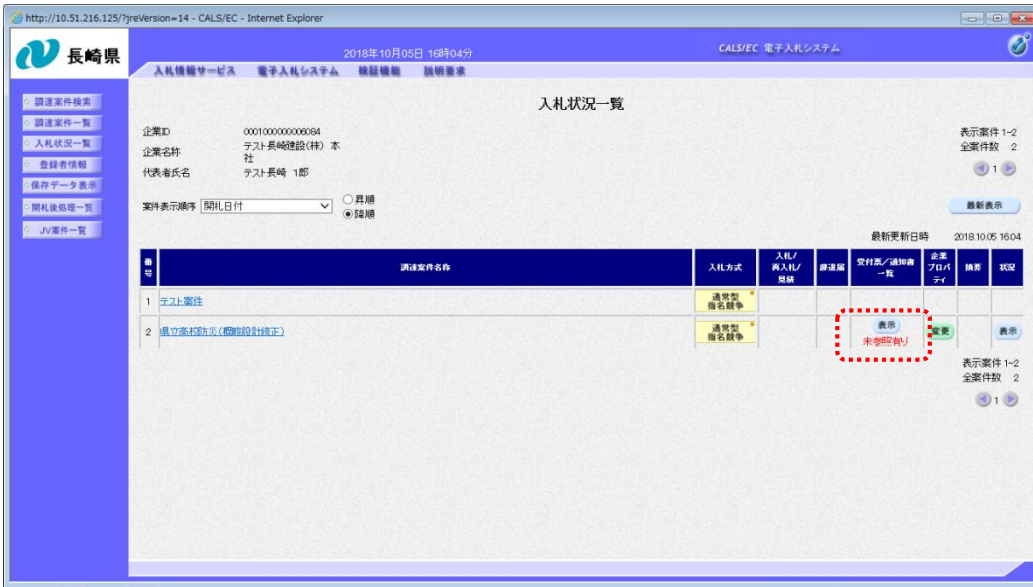 http://10.51.216.125/?jreVersion=14 - CALS/EC - Internet Explorer
長崎県
2018年10月05日 16時04分
CALS/EC 電子入札システム
入札情報サービス 電子入札システム 検証機能 説明要求
調達案件検索
調達案件一覧
入札状況一覧
登録者情報
保存データ表示
開札後処理一覧
JV案件一覧
入札状況一覧
企業ID 0001000000006084
企業名称 テスト長崎建設(株) 本社
代表者氏名 テスト長崎 1郎
表示案件 1-2
全案件数 2
1
案件表示順序 開札日付
昇順
降順
最新表示
最新更新日時 2018.10.05 16:04
番号 調達案件名称 入札方式 入札/再入札/見積 辞退届 受付票/通知書一覧 企業プロパティ 摘要 状況
1 テスト案件 通常型指名競争
2 県立高校防災(概略設計修正) 通常型指名競争 表示 未参照有り 変更 表示
表示案件 1-2
全案件数 2
1